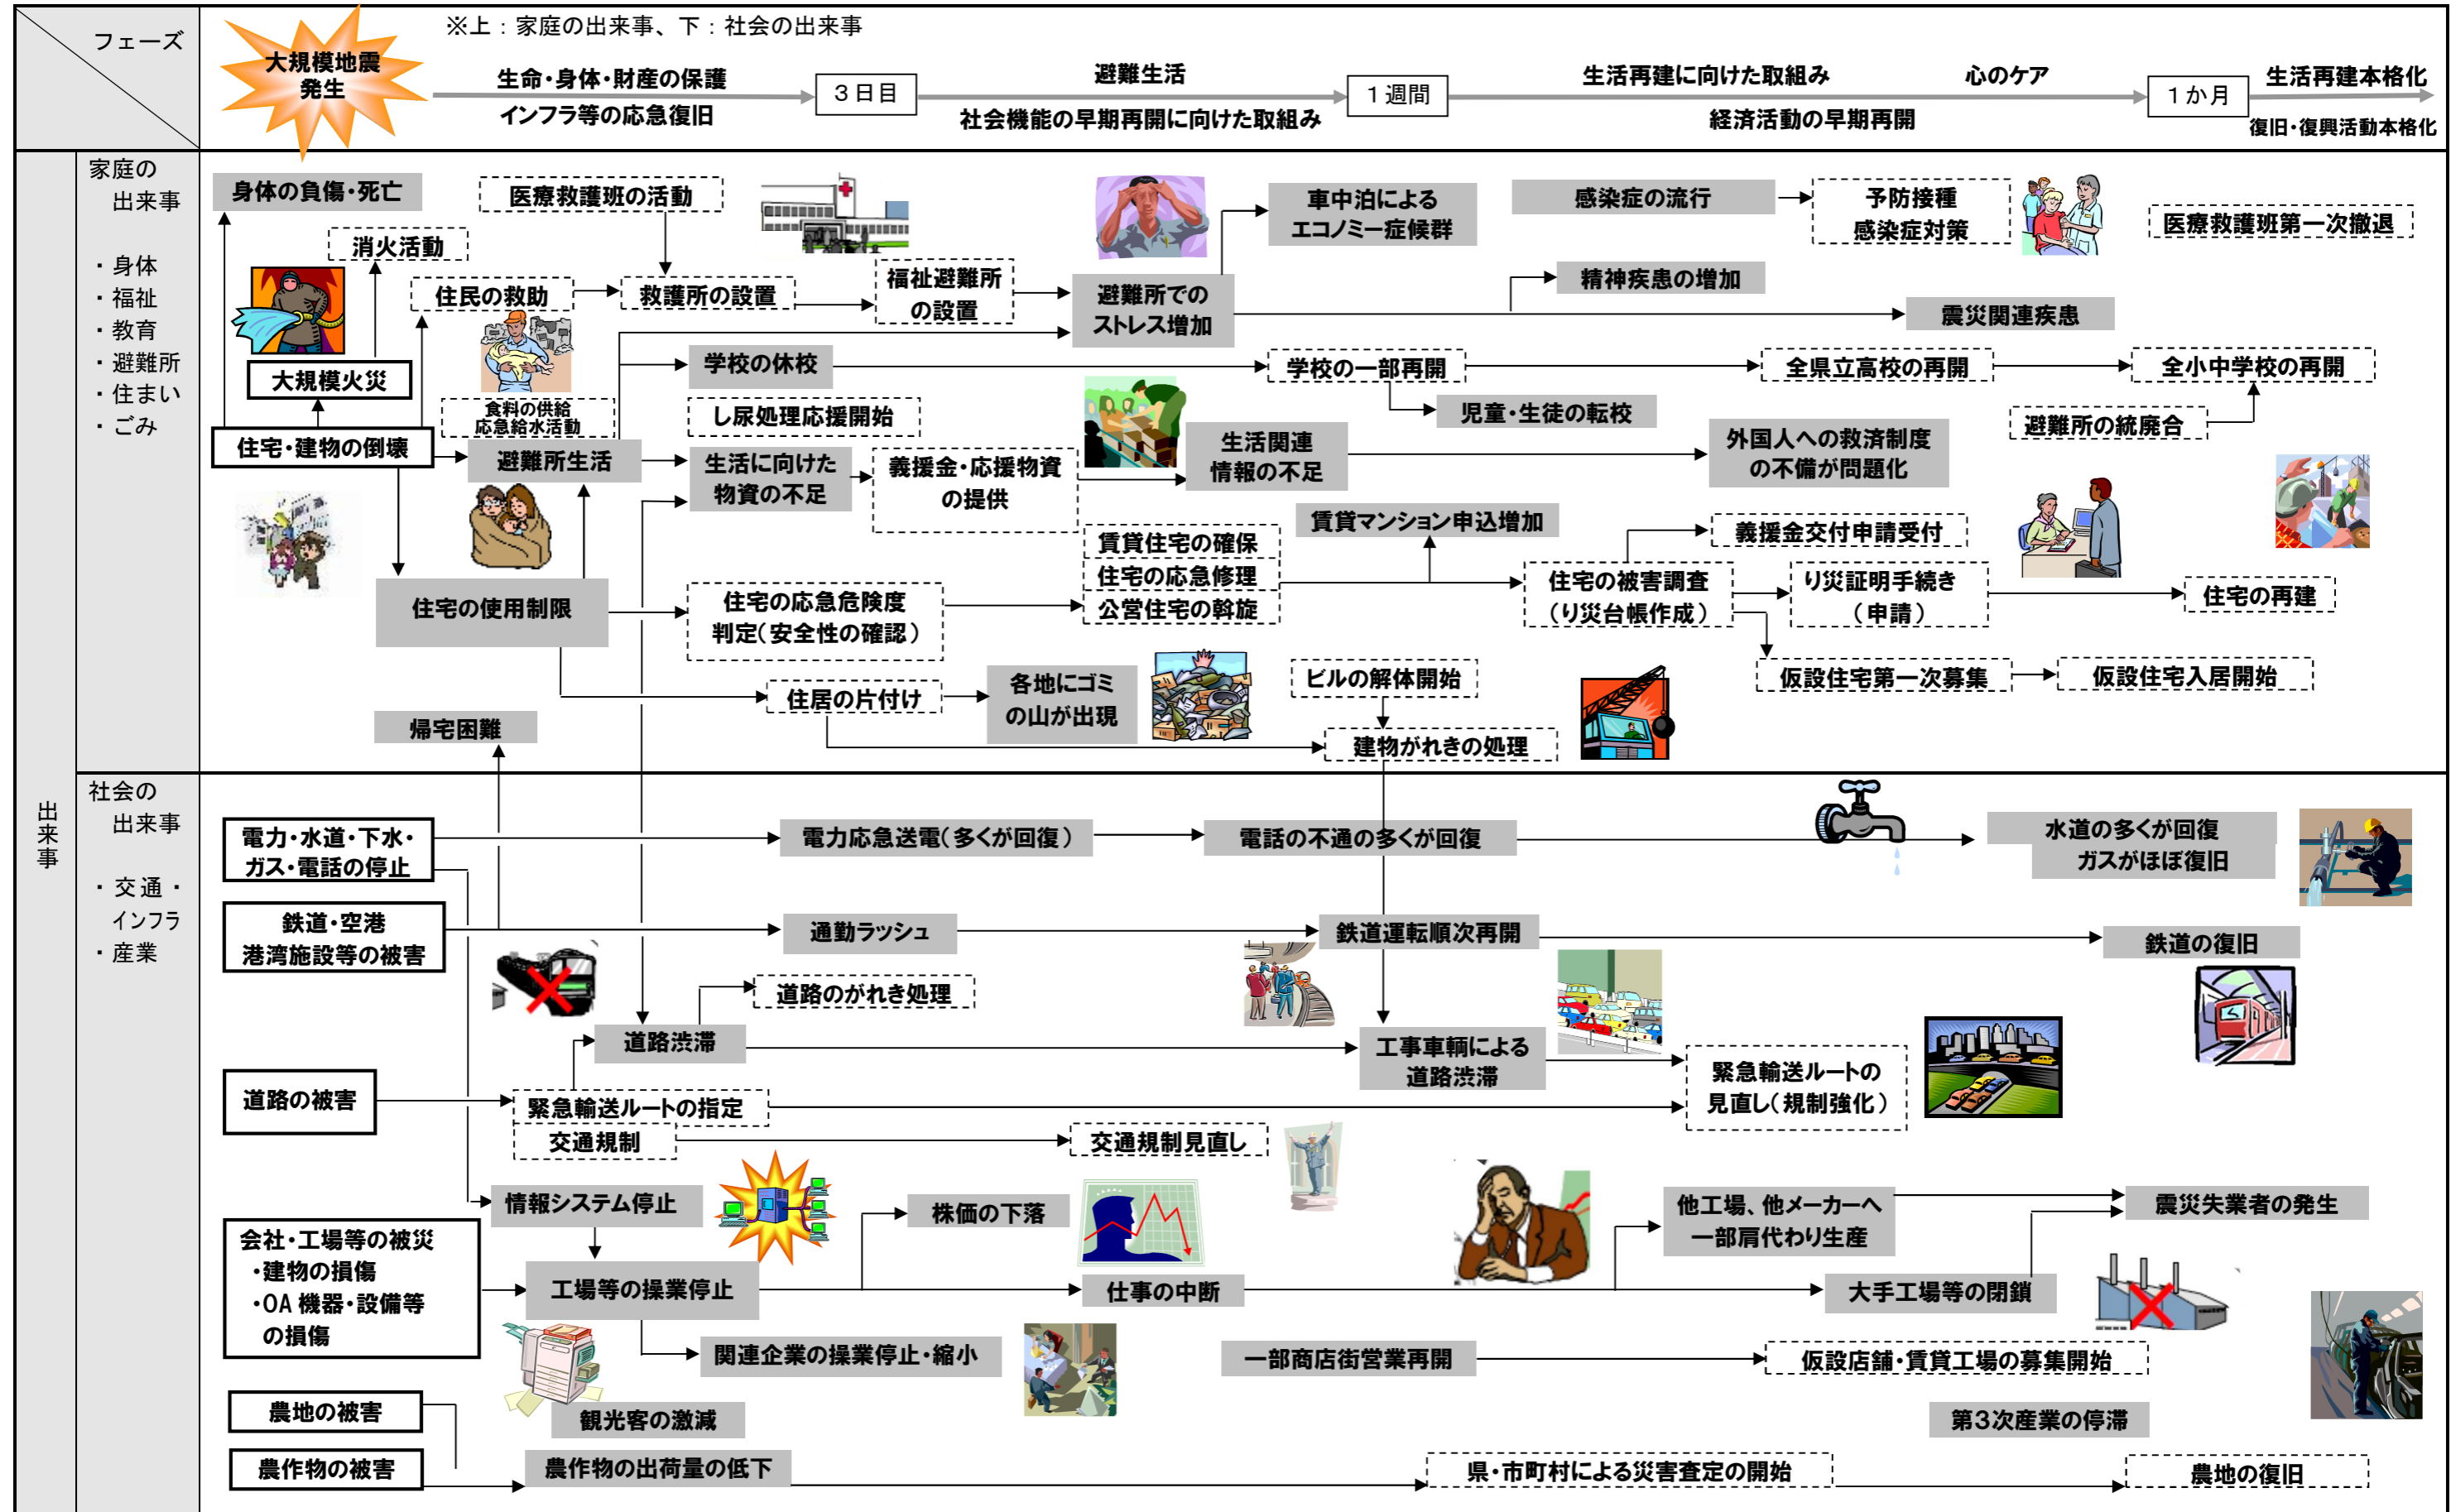 フェーズ
※上：家庭の出来事、下：社会の出来事
大規模地震
発生
生命・身体・財産の保護
インフラ等の応急復旧
３日目
避難生活
社会機能の早期再開に向けた取組み
１週間
生活再建に向けた取組み
心のケア
経済活動の早期再開
１か月
生活再建本格化
復旧・復興活動本格化
出来事
家庭の
出来事
・身体
・福祉
・教育
・避難所
・住まい
・ごみ
身体の負傷・死亡
医療救護班の活動
車中泊による
エコノミー症候群
感染症の流行
予防接種
感染症対策
医療救護班第一次撤退
消火活動
住民の救助
救護所の設置
福祉避難所
の設置
避難所での
ストレス増加
精神疾患の増加
震災関連疾患
大規模火災
学校の休校
学校の一部再開
全県立高校の再開
全小中学校の再開
食料の供給
応急給水活動
し尿処理応援開始
児童・生徒の転校
避難所の統廃合
住宅・建物の倒壊
避難所生活
生活に向けた
物資の不足
義援金・応援物資
の提供
生活関連
情報の不足
外国人への救済制度
の不備が問題化
賃貸マンション申込増加
義援金交付申請受付
賃貸住宅の確保
住宅の応急修理
公営住宅の斡旋
住宅の使用制限
住宅の応急危険度
判定（安全性の確認）
住宅の被害調査
（り災台帳作成）
り災証明手続き
（申請）
住宅の再建
住居の片付け
各地にゴミ
の山が出現
ビルの解体開始
仮設住宅第一次募集
仮設住宅入居開始
帰宅困難
建物がれきの処理
社会の
出来事
・交通・
インフラ
・産業
電力・水道・下水・
ガス・電話の停止
電力応急送電（多くが回復）
電話の不通の多くが回復
水道の多くが回復
ガスがほぼ復旧
鉄道・空港
港湾施設等の被害
通勤ラッシュ
鉄道運転順次再開
鉄道の復旧
道路のがれき処理
道路渋滞
工事車輌による
道路渋滞
緊急輸送ルートの
見直し（規制強化）
道路の被害
緊急輸送ルートの指定
交通規制
交通規制見直し
情報システム停止
株価の下落
他工場、他メーカーへ
一部肩代わり生産
震災失業者の発生
会社・工場等の被災
・建物の損傷
・OA 機器・設備等
の損傷
工場等の操業停止
仕事の中断
大手工場等の閉鎖
関連企業の操業停止・縮小
一部商店街営業再開
仮設店舗・賃貸工場の募集開始
農地の被害
観光客の激減
第３次産業の停滞
農作物の被害
農作物の出荷量の低下
県・市町村による災害査定の開始
農地の復旧